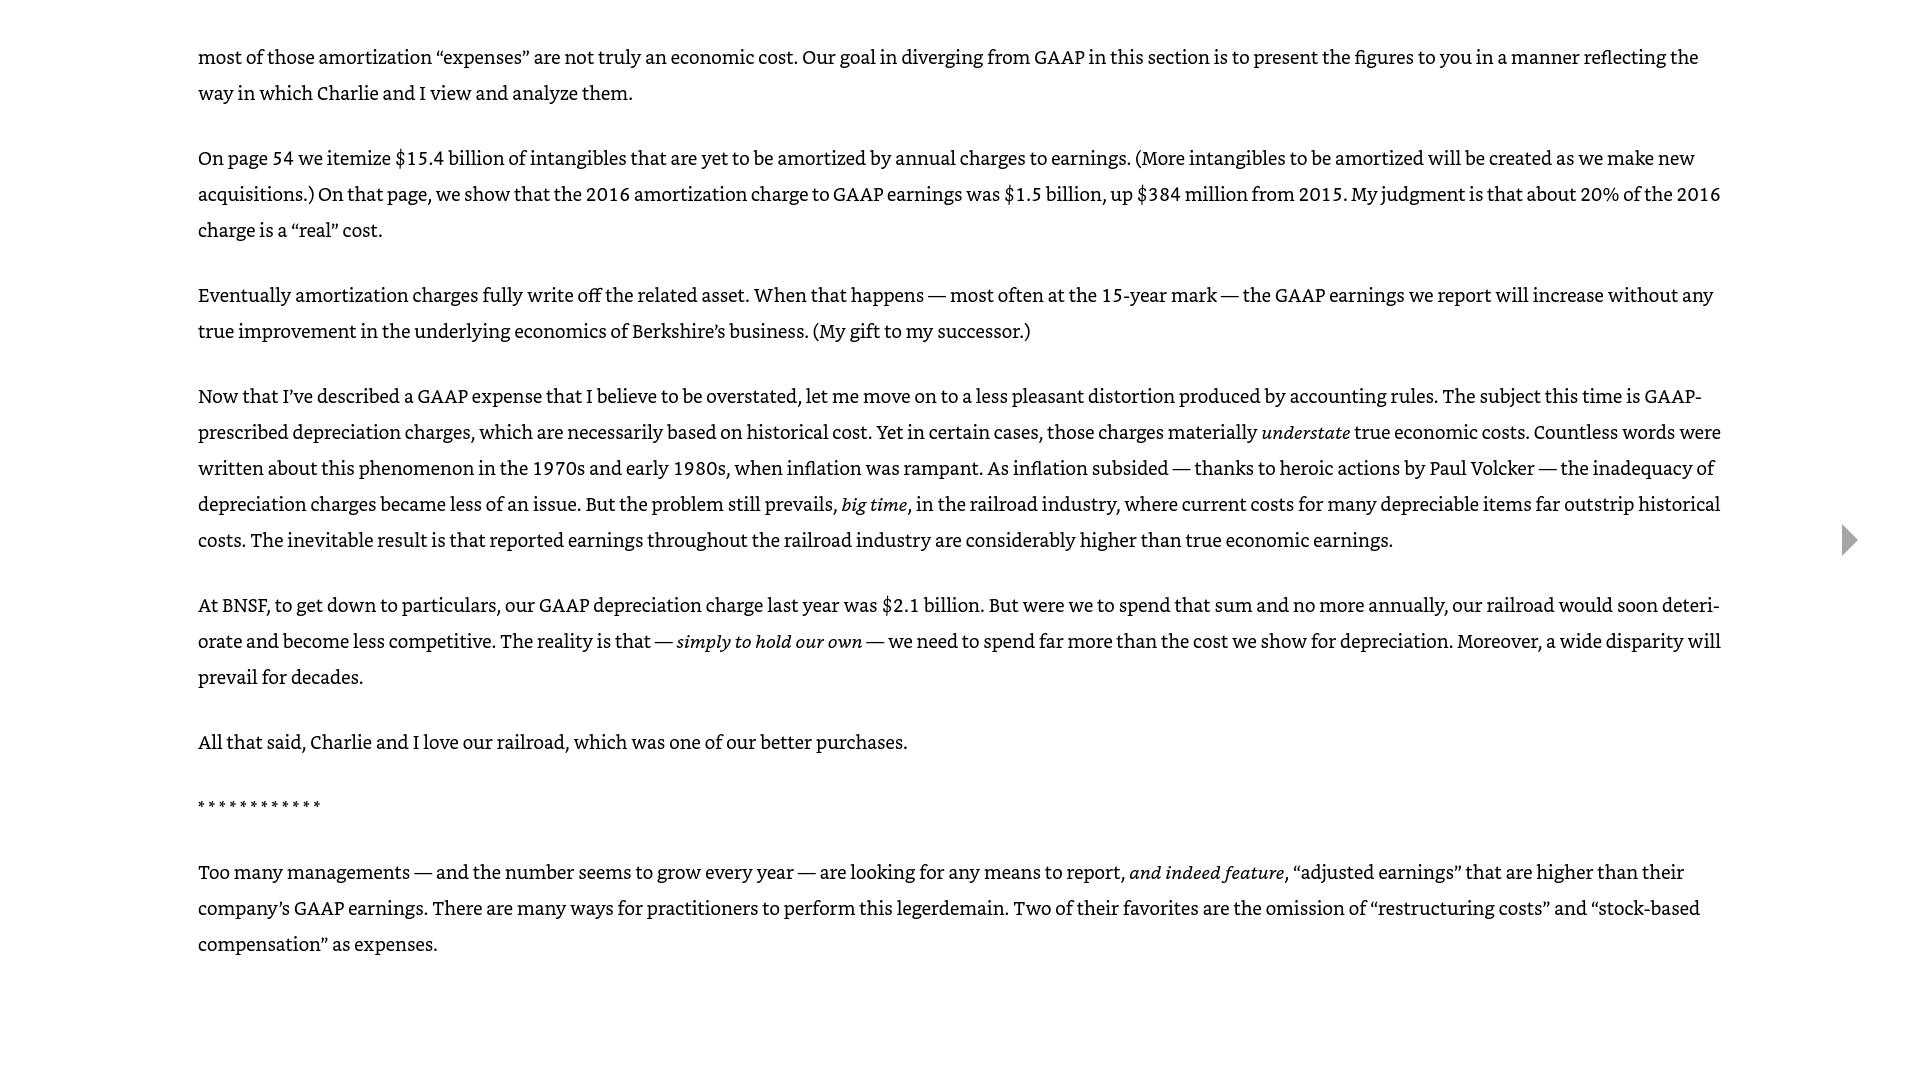 most of those amortization “expenses” are not truly an economic cost. Our goal in diverging from GAAP in this section is to present the figures to you in a manner reflecting the
way in which Charlie and I view and analyze them.
On page 54 we itemize $15.4 billion of intangibles that are yet to be amortized by annual charges to earnings. (More intangibles to be amortized will be created as we make new
acquisitions.) On that page, we show that the 2016 amortization charge to GAAP earnings was $1.5 billion, up $384 million from 2015. My judgment is that about 20% of the 2016
charge is a “real” cost.
Eventually amortization charges fully write off the related asset. When that happens — most often at the 15-year mark — the GAAP earnings we report will increase without any
true improvement in the underlying economics of Berkshire’s business. (My gift to my successor.)
Now that I’ve described a GAAP expense that I believe to be overstated, let me move on to a less pleasant distortion produced by accounting rules. The subject this time is GAAP-
prescribed depreciation charges, which are necessarily based on historical cost. Yet in certain cases, those charges materially understate true economic costs. Countless words were
written about this phenomenon in the 1970s and early 1980s, when inflation was rampant. As inflation subsided — thanks to heroic actions by Paul Volcker — the inadequacy of
depreciation charges became less of an issue. But the problem still prevails, big time, in the railroad industry, where current costs for many depreciable items far outstrip historical
costs. The inevitable result is that reported earnings throughout the railroad industry are considerably higher than true economic earnings.
At BNSF, to get down to particulars, our GAAP depreciation charge last year was $2.1 billion. But were we to spend that sum and no more annually, our railroad would soon deteri-
orate and become less competitive. The reality is that — simply to hold our own — we need to spend far more than the cost we show for depreciation. Moreover, a wide disparity will
prevail for decades.
All that said, Charlie and I love our railroad, which was one of our better purchases.
* * * * * * * * * * * *
Too many managements — and the number seems to grow every year — are looking for any means to report, and indeed feature, “adjusted earnings” that are higher than their
company’s GAAP earnings. There are many ways for practitioners to perform this legerdemain. Two of their favorites are the omission of “restructuring costs” and “stock-based
compensation” as expenses.